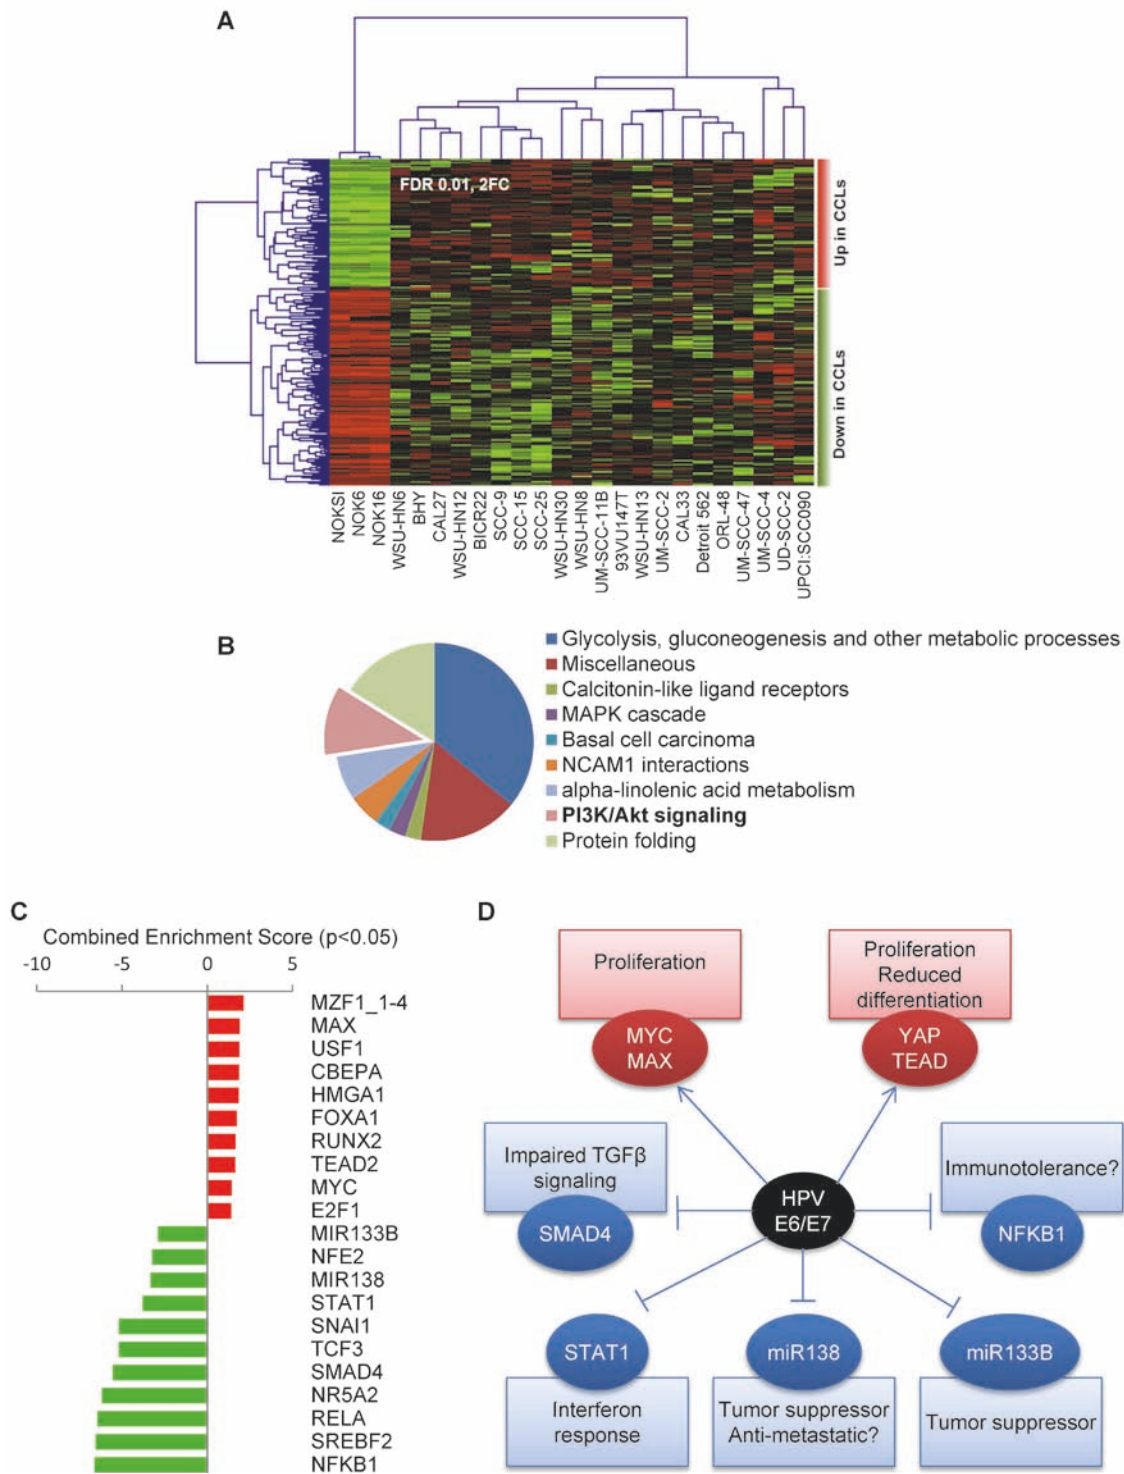 A
FDR 0.01, 2FC
Up in CCLs
Down in CCLs
NOKSI
NOK6
NOK16
WSU-HN6
BHY
CAL27
WSU-HN12
BICR22
SCC-9
SCC-15
SCC-25
WSU-HN30
WSU-HN8
UM-SCC-11B
93VU147T
WSU-HN13
UM-SCC-2
CAL33
Detroit 562
ORL-48
UM-SCC-47
UM-SCC-4
UD-SCC-2
UPCI:SCC090
B
Glycolysis, gluconeogenesis and other metabolic processes
Miscellaneous
Calcitonin-like ligand receptors
MAPK cascade
Basal cell carcinoma
NCAM1 interactions
alpha-linolenic acid metabolism
PI3K/Akt signaling
Protein folding
C
Combined Enrichment Score (p<0.05)
-10 -5 0 5
MZF1_1-4
MAX
USF1
CBEPA
HMGA1
FOXA1
RUNX2
TEAD2
MYC
E2F1
MIR133B
NFE2
MIR138
STAT1
SNAI1
TCF3
SMAD4
NR5A2
RELA
SREBF2
NFKB1
D
Proliferation
MYC
MAX
Proliferation
Reduced
differentiation
YAP
TEAD
Impaired TGFβ
signaling
SMAD4
HPV
E6/E7
Immunotolerance?
NFKB1
STAT1
Interferon
response
miR138
Tumor suppressor
Anti-metastatic?
miR133B
Tumor suppressor